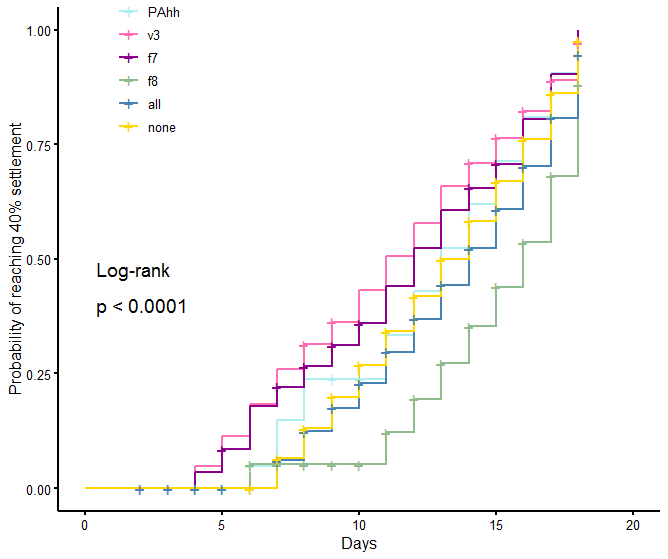 PAhh
v3
f7
f8
all
none
Log-rank
p < 0.0001
Probability of reaching 40% settlement
1.00
0.75
0.50
0.25
0.00
0 5 10 15 20
Days